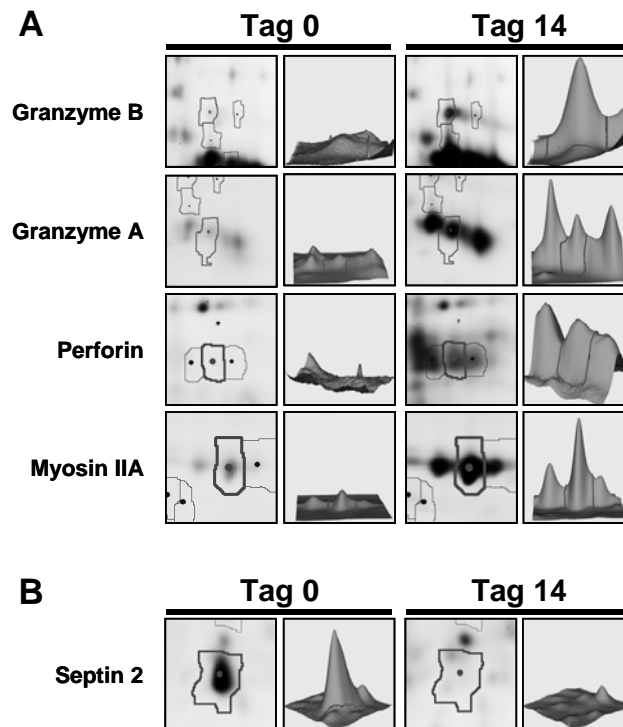 A
Tag 0 Tag 14
Granzyme B
Granzyme A
Perforin
Myosin IIA
B
Tag 0 Tag 14
Septin 2